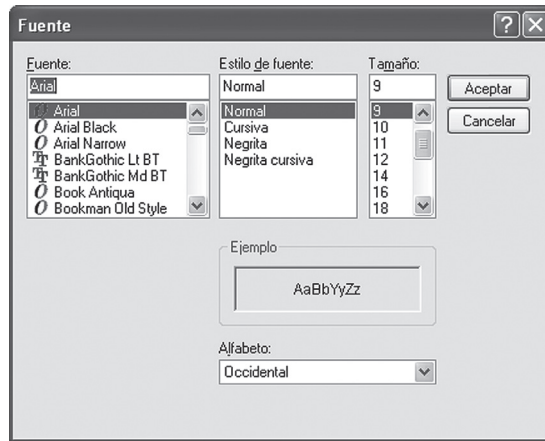 Fuente
Fuente:
Arial
Arial
Arial Black
Arial Narrow
BankGothic Lt BT
BankGothic Md BT
Book Antiqua
Bookman Old Style
Estilo de fuente:
Normal
Normal
Cursiva
Negrita
Negrita cursiva
Tamaño:
9
9
10
11
12
14
16
18
Aceptar
Cancelar
Ejemplo
AaBbYyZz
Alfabeto:
Occidental